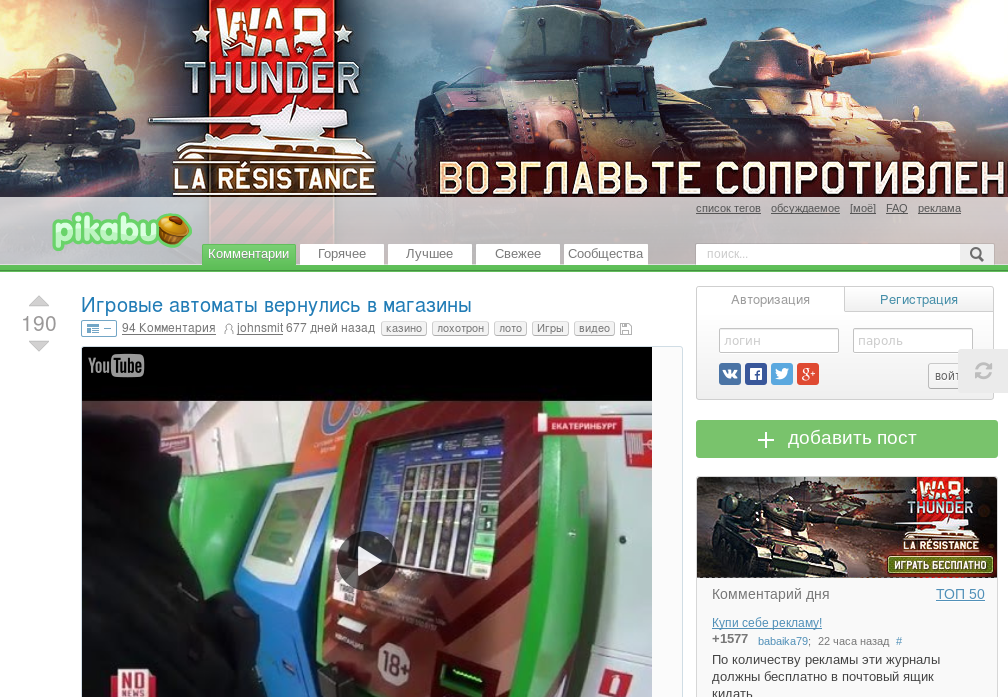 WAR
THUNDER
LA RÉSISTANCE
ВОЗГЛАВЬТЕ СОПРОТИВЛЕН
список тегов обсуждаемое [моё] FAQ реклама
pikabu
Комментарии Горячее Лучшее Свежее Сообщества
поиск...
190
Игровые автоматы вернулись в магазины
94 Комментария johnsmit 677 дней назад казино лохотрон лото Игры видео
YouTube
ЕКАТЕРИНБУРГ
18+
NO
NEWS
Авторизация Регистрация
логин пароль
войт
добавить пост
WAR
THUNDER
LA RÉSISTANCE
ИГРАТЬ БЕСПЛАТНО
Комментарий дня ТОП 50
Купи себе рекламу!
+1577 babaika79; 22 часа назад #
По количеству рекламы эти журналы
должны бесплатно в почтовый ящик
кидать